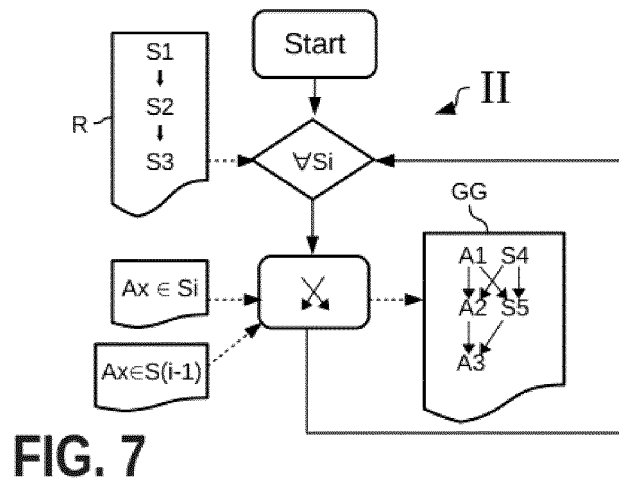 Start
S1
S2
S3
R
II
∀Si
GG
A1 S4
A2 S5
A3
Ax ∈ Si
Ax∈S(i-1)
FIG. 7